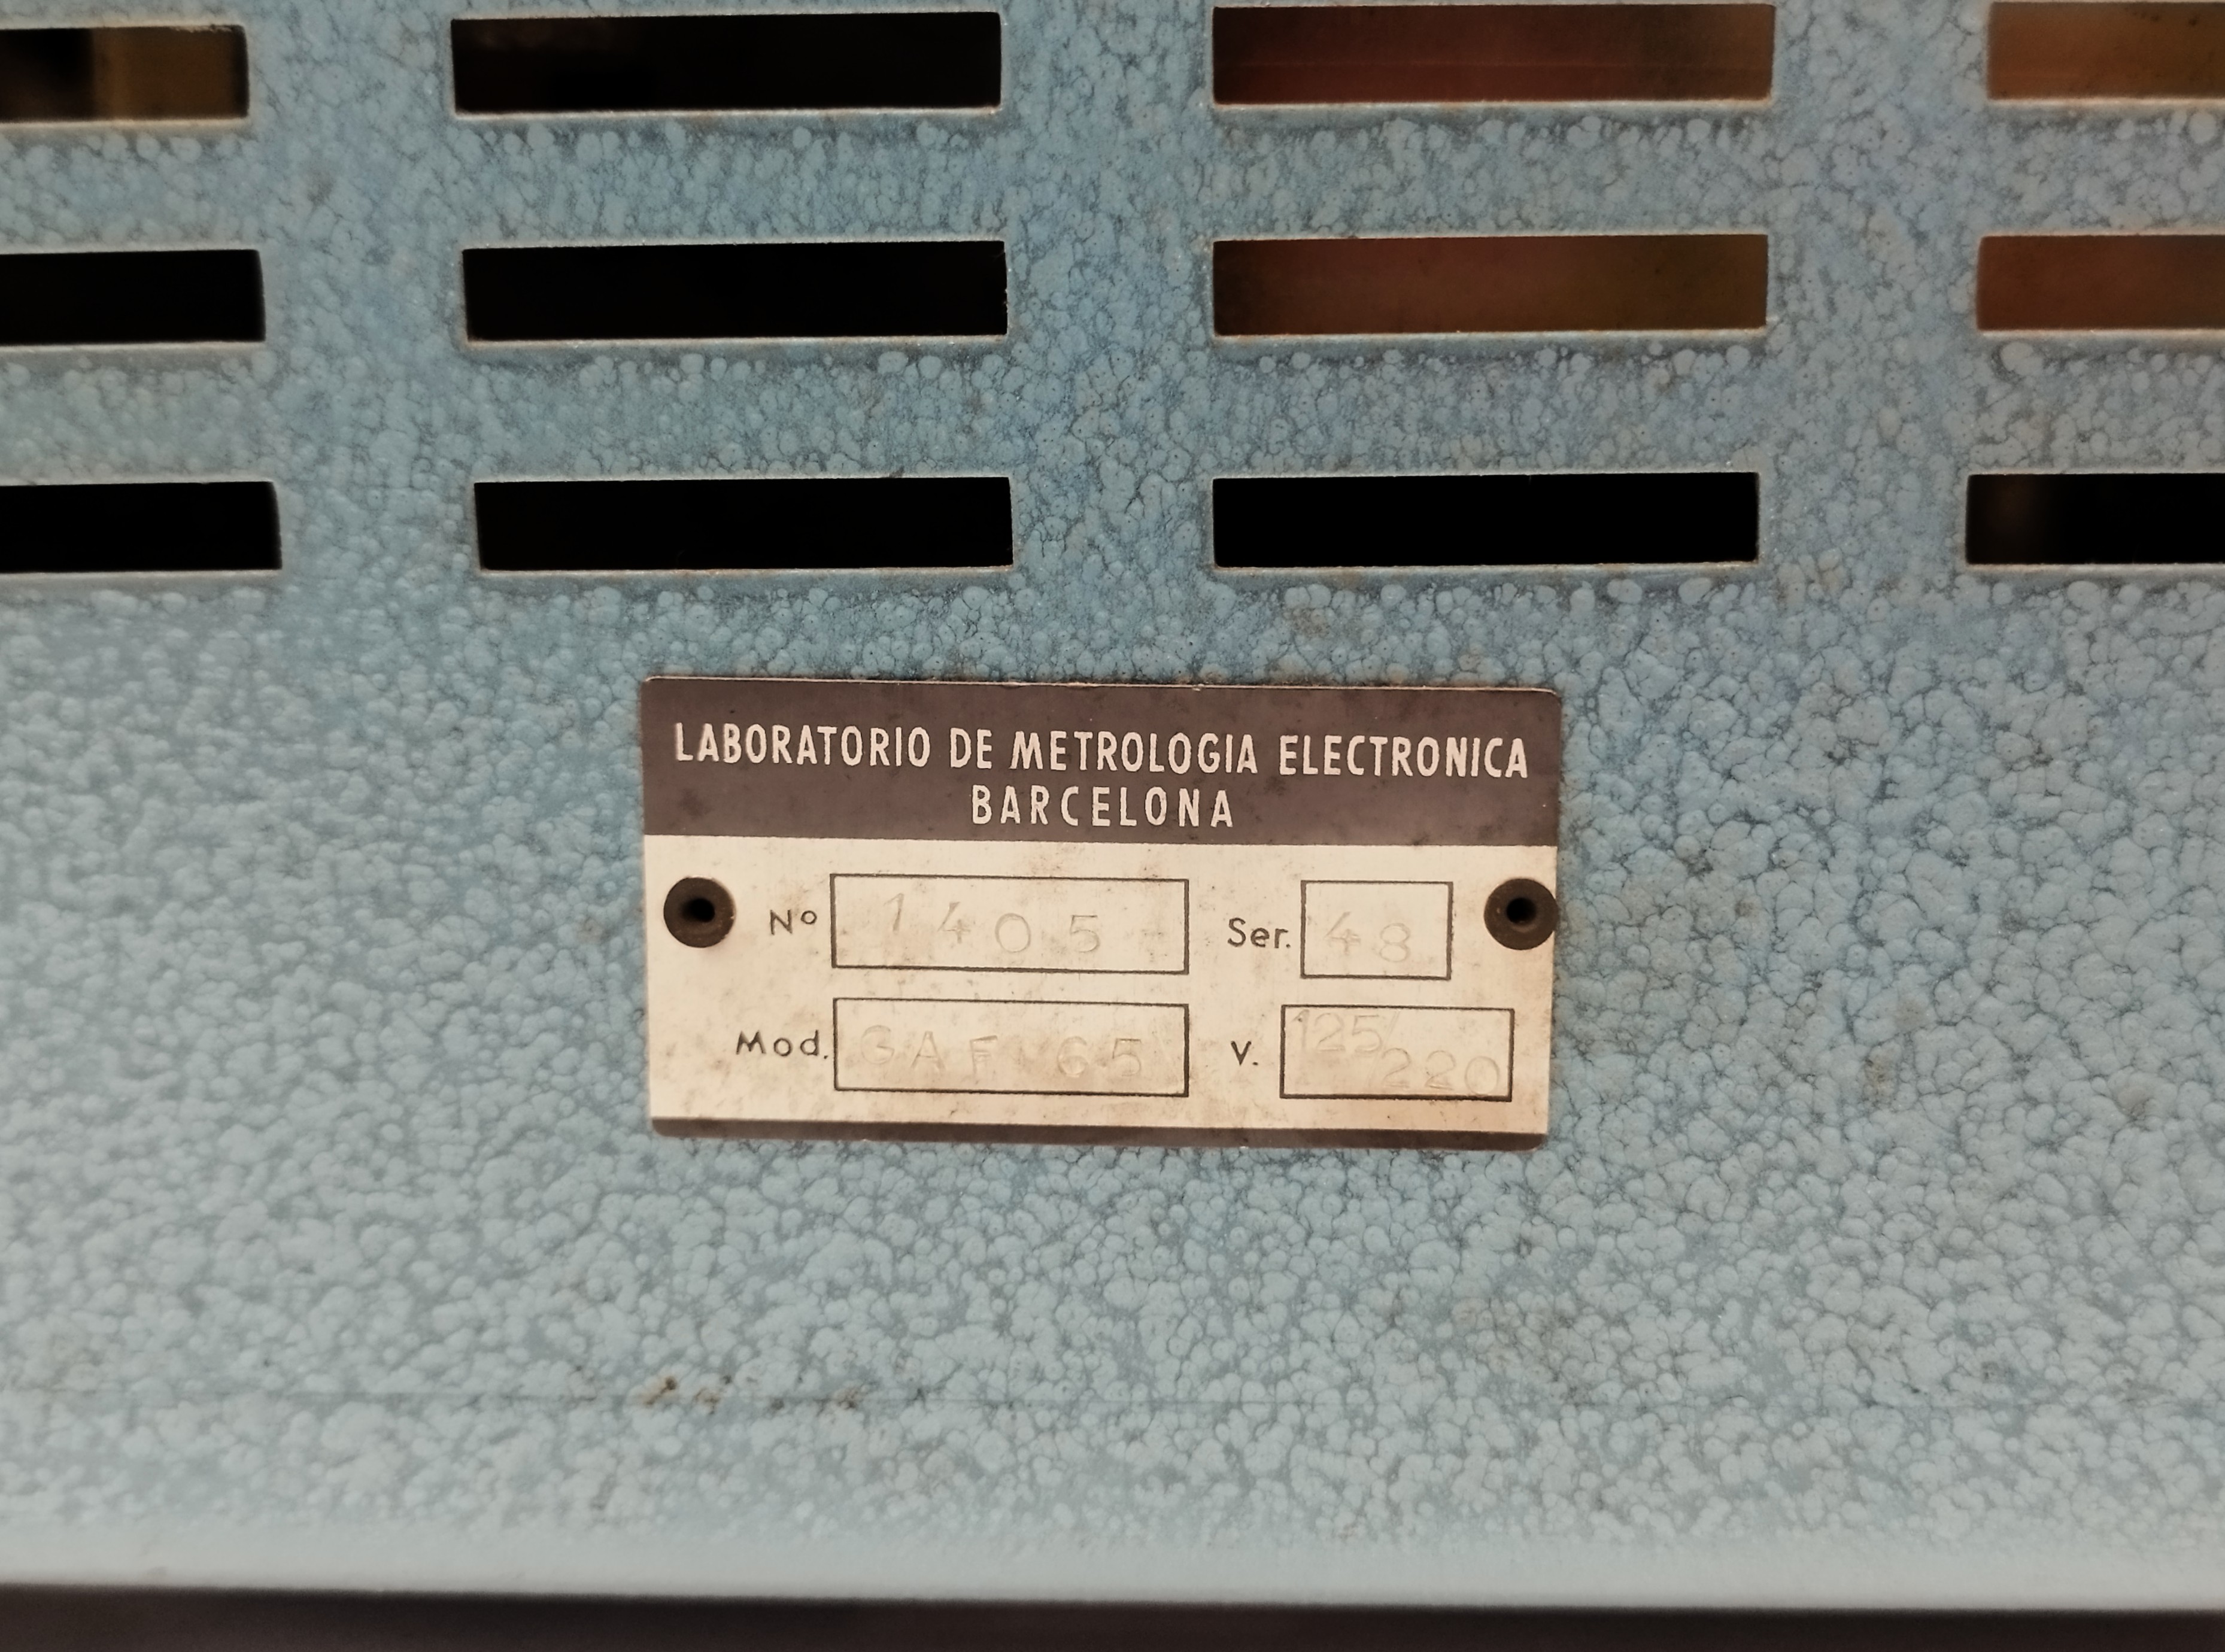 LABORATORIO DE METROLOGIA ELECTRONICA
BARCELONA
Nº 1405 Ser. 48
Mod. GAF 65 V. 125/220